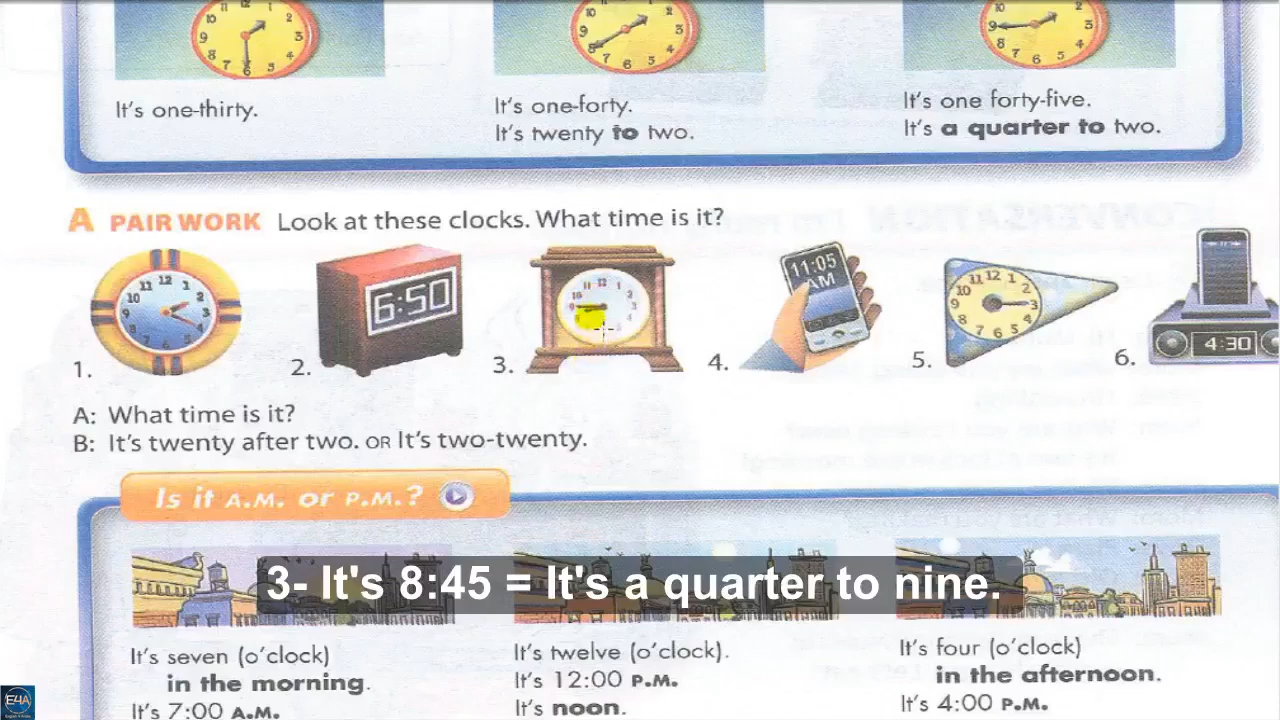 It's one-thirty.
It's one-forty.
It's twenty to two.
It's one forty-five.
It's a quarter to two.
A PAIR WORK Look at these clocks. What time is it?
1.
2.
6:50
3.
4.
11:05
AM
5.
6.
4:30
A: What time is it?
B: It's twenty after two. OR It's two-twenty.
Is it A.M. or P.M.?
3- It's 8:45 = It's a quarter to nine.
It's seven (o'clock)
in the morning.
It's 7:00 A.M.
It's twelve (o'clock).
It's 12:00 P.M.
It's noon.
It's four (o'clock)
in the afternoon.
It's 4:00 P.M.
E4A